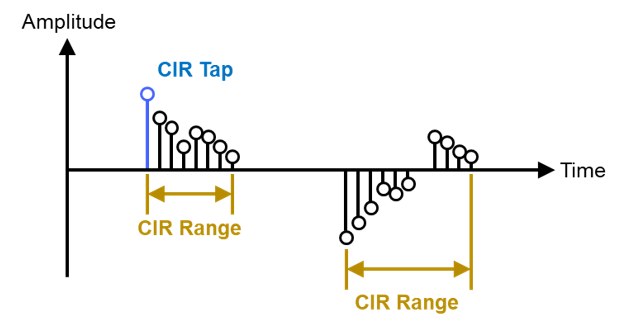 Amplitude
CIR Tap
Time
CIR Range
CIR Range